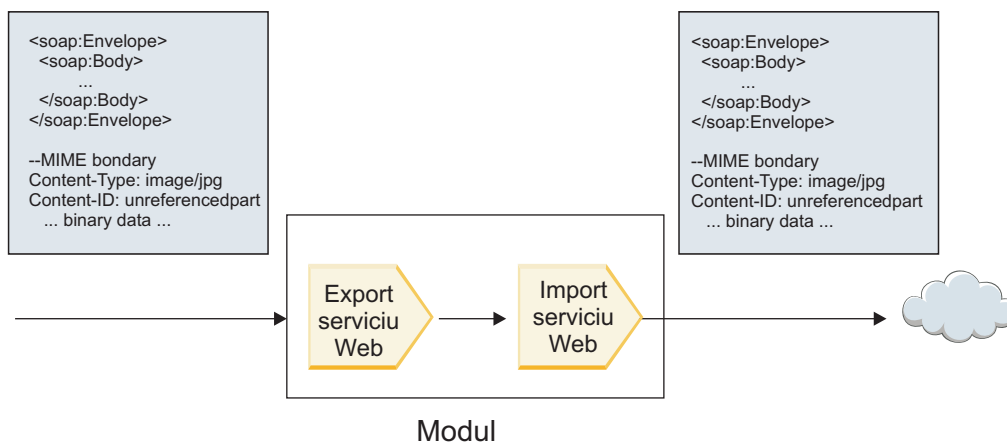 <soap:Envelope>
<soap:Body>
...
</soap:Body>
</soap:Envelope>
--MIME bondary
Content-Type: image/jpg
Content-ID: unreferencedpart
... binary data ...
<soap:Envelope>
<soap:Body>
...
</soap:Body>
</soap:Envelope>
--MIME bondary
Content-Type: image/jpg
Content-ID: unreferencedpart
... binary data ...
Export
serviciu
Web
Import
serviciu
Web
Modul